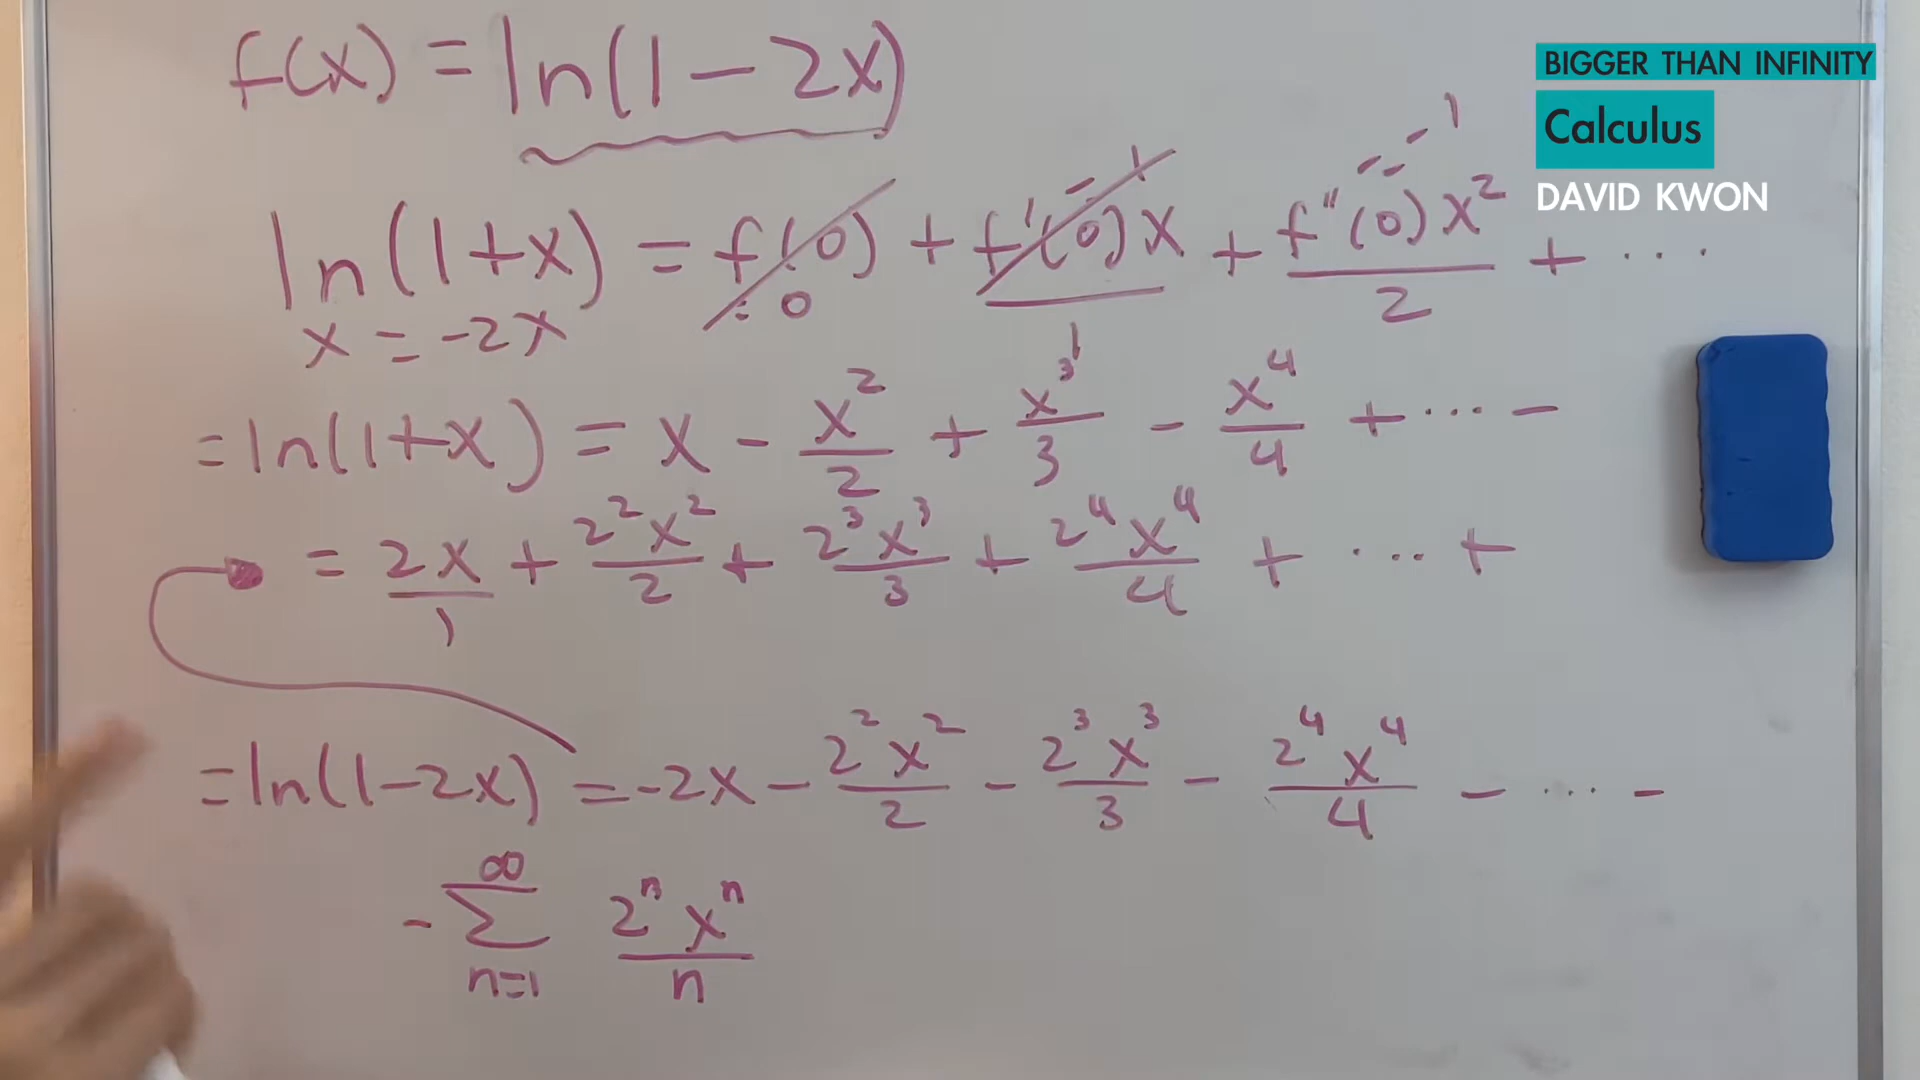 f(x) = ln(1 - 2x)
BIGGER THAN INFINITY
Calculus
DAVID KWON
ln(1+x) = f(0) + f'(0)x/1 + f''(0)x²/2 + ...
= 0
x = -2x
= ln(1+x) = x - x²/2 + x³/3 - x⁴/4 + ... -
= 2x/1 + 2²x²/2 + 2³x³/3 + 2⁴x⁴/4 + ... +
= ln(1-2x) = -2x - 2²x²/2 - 2³x³/3 - 2⁴x⁴/4 - ... -
- ∞ Σ n=1 2ⁿxⁿ/n